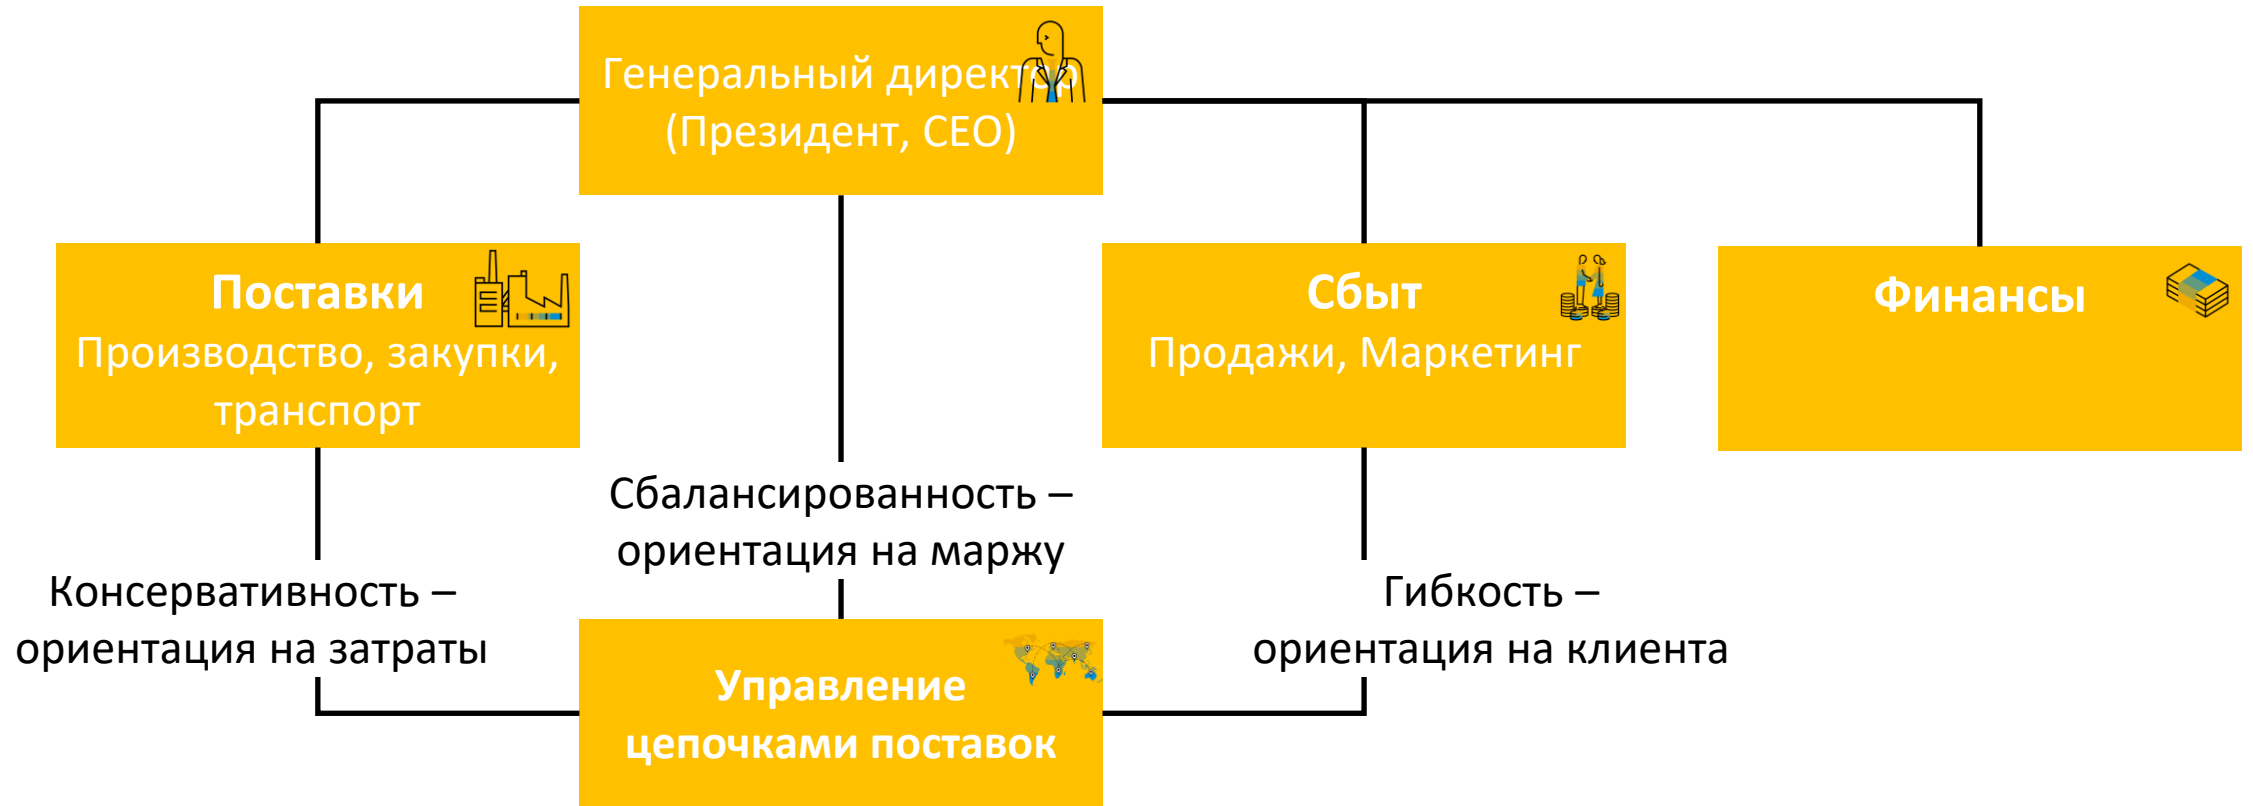 Генеральный директор
(Президент, CEO)
Поставки
Производство, закупки,
транспорт
Сбыт
Продажи, Маркетинг
Финансы
Сбалансированность –
ориентация на маржу
Консервативность –
ориентация на затраты
Гибкость –
ориентация на клиента
Управление
цепочками поставок